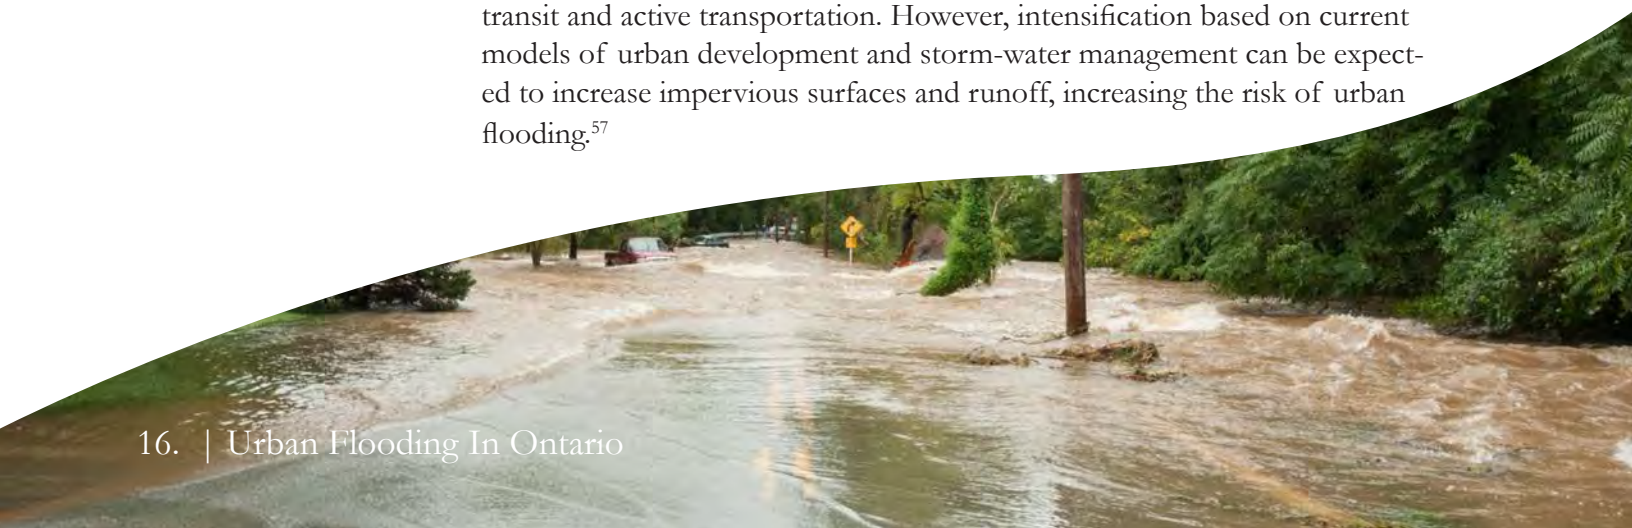 transit and active transportation. However, intensification based on current
models of urban development and storm-water management can be expect-
ed to increase impervious surfaces and runoff, increasing the risk of urban
flooding.57
16. | Urban Flooding In Ontario